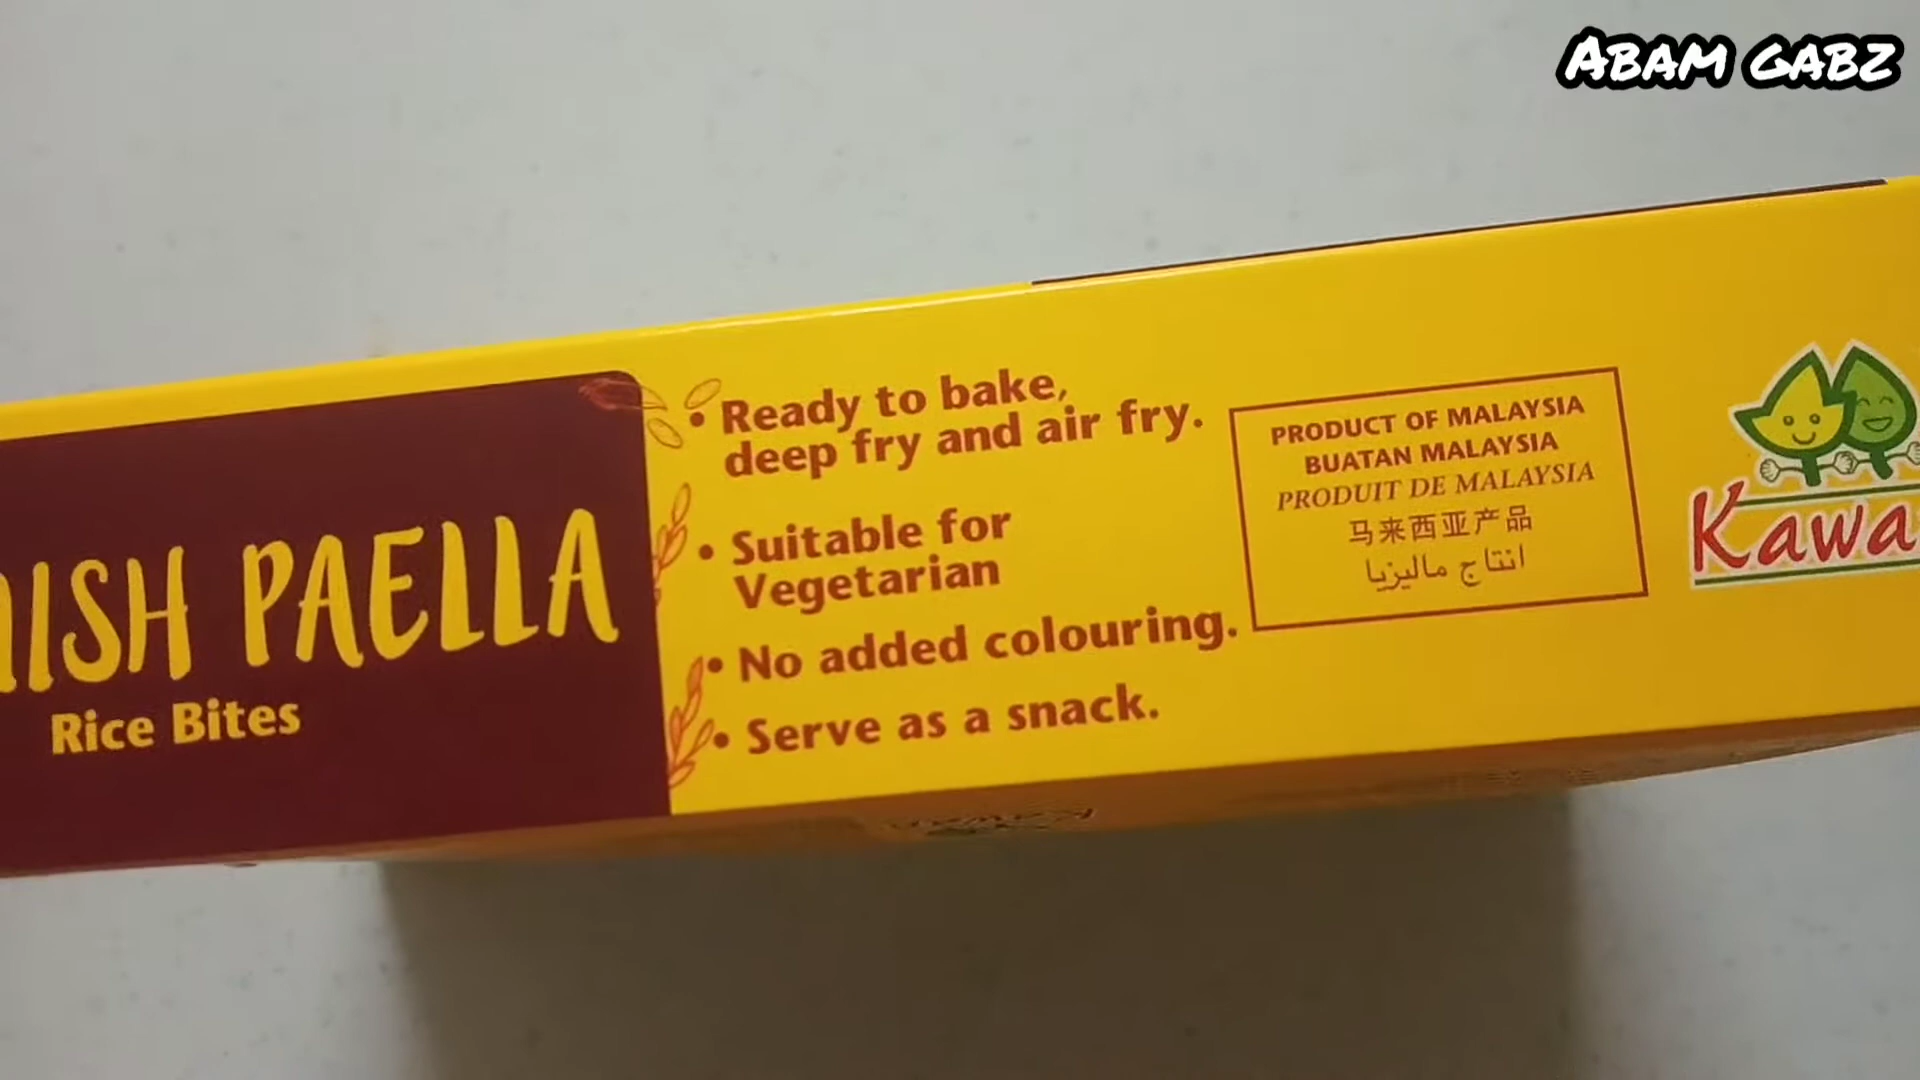 ABAM GABZ
NISH PAELLA
Rice Bites
• Ready to bake,
deep fry and air fry.
• Suitable for
Vegetarian
• No added colouring.
• Serve as a snack.
PRODUCT OF MALAYSIA
BUATAN MALAYSIA
PRODUIT DE MALAYSIA
马来西亚产品
انتاج ماليزيا
Kawa